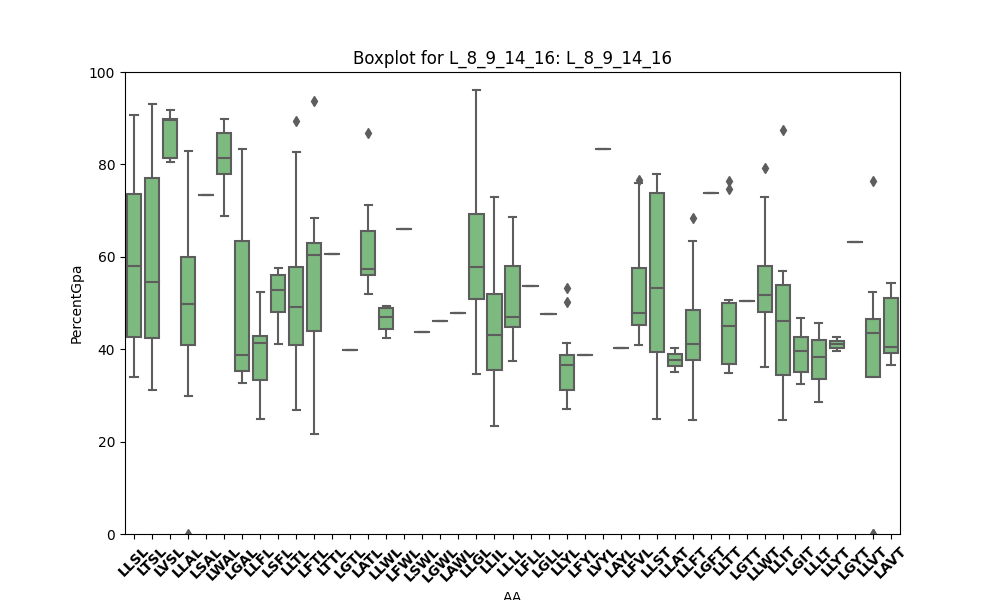 Boxplot for L_8_9_14_16: L_8_9_14_16
PercentGpa
100
80
60
40
20
0
LLSL LTSL LVSL LLAL LSAL LWAL LGAL LLFL LSFL LLTL LFTL LTTL LGTL LATL LLWL LFWL LSWL LGWL LAWL LLGL LLIL LLLL LFLL LGLL LLYL LFYL LVYL LAYL LFVL LLST LLAT LLFT LGFT LLTT LGTT LLWT LLIT LGIT LLLT LLYT LGYT LLVT LAVT
AA